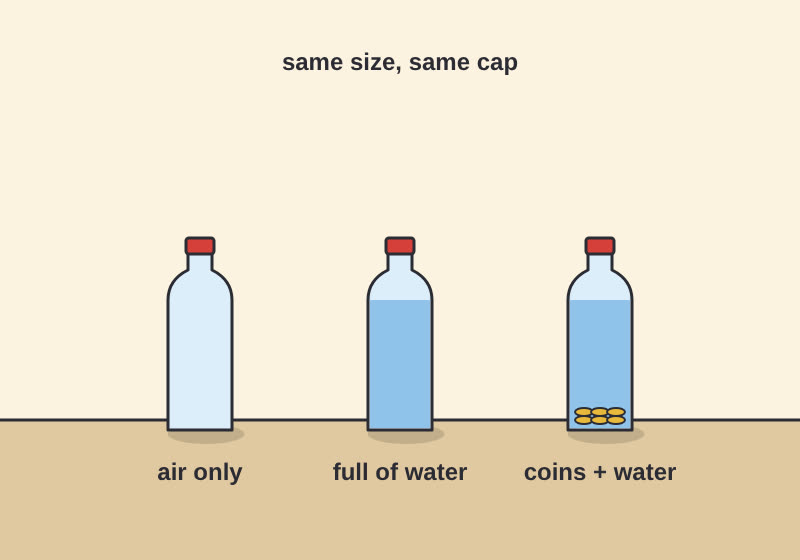 same size, same cap
air only
full of water
coins + water